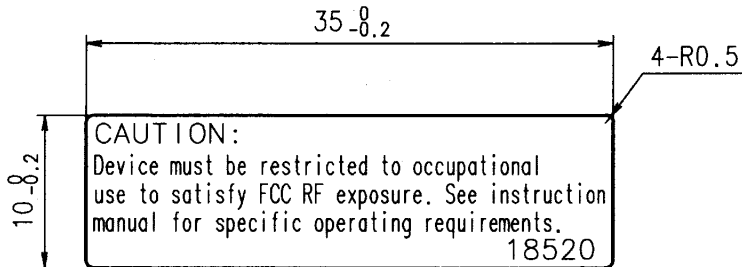 35 0 -0.2
4-R0.5
10 0 -0.2
CAUTION:
Device must be restricted to occupational
use to satisfy FCC RF exposure. See instruction
manual for specific operating requirements.
18520